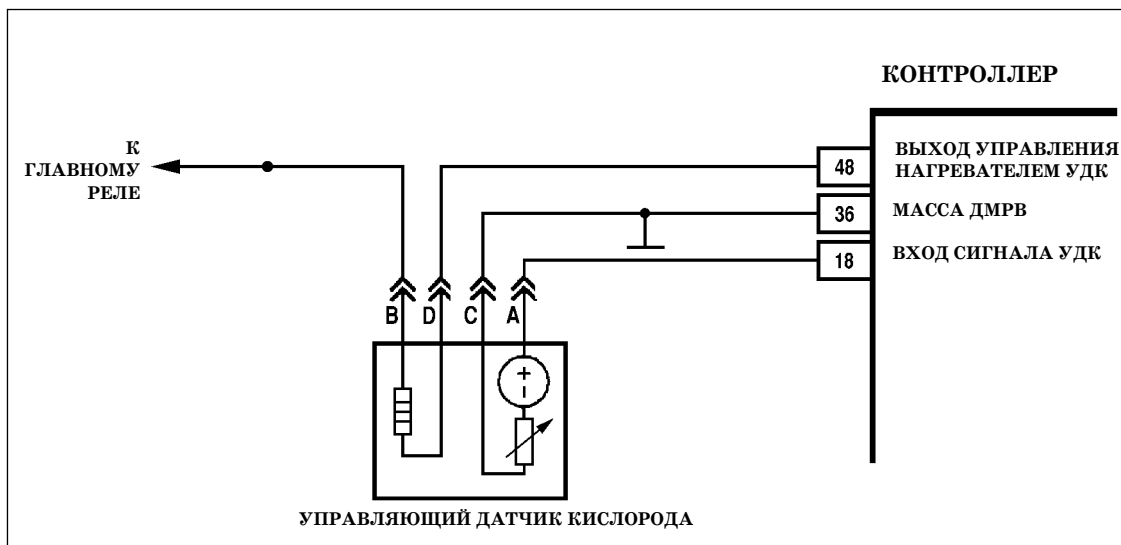 КОНТРОЛЛЕР
К
ГЛАВНОМУ
РЕЛЕ
48
ВЫХОД УПРАВЛЕНИЯ
НАГРЕВАТЕЛЕМ УДК
36
МАССА ДМРВ
18
ВХОД СИГНАЛА УДК
B D C A
+
−
УПРАВЛЯЮЩИЙ ДАТЧИК КИСЛОРОДА